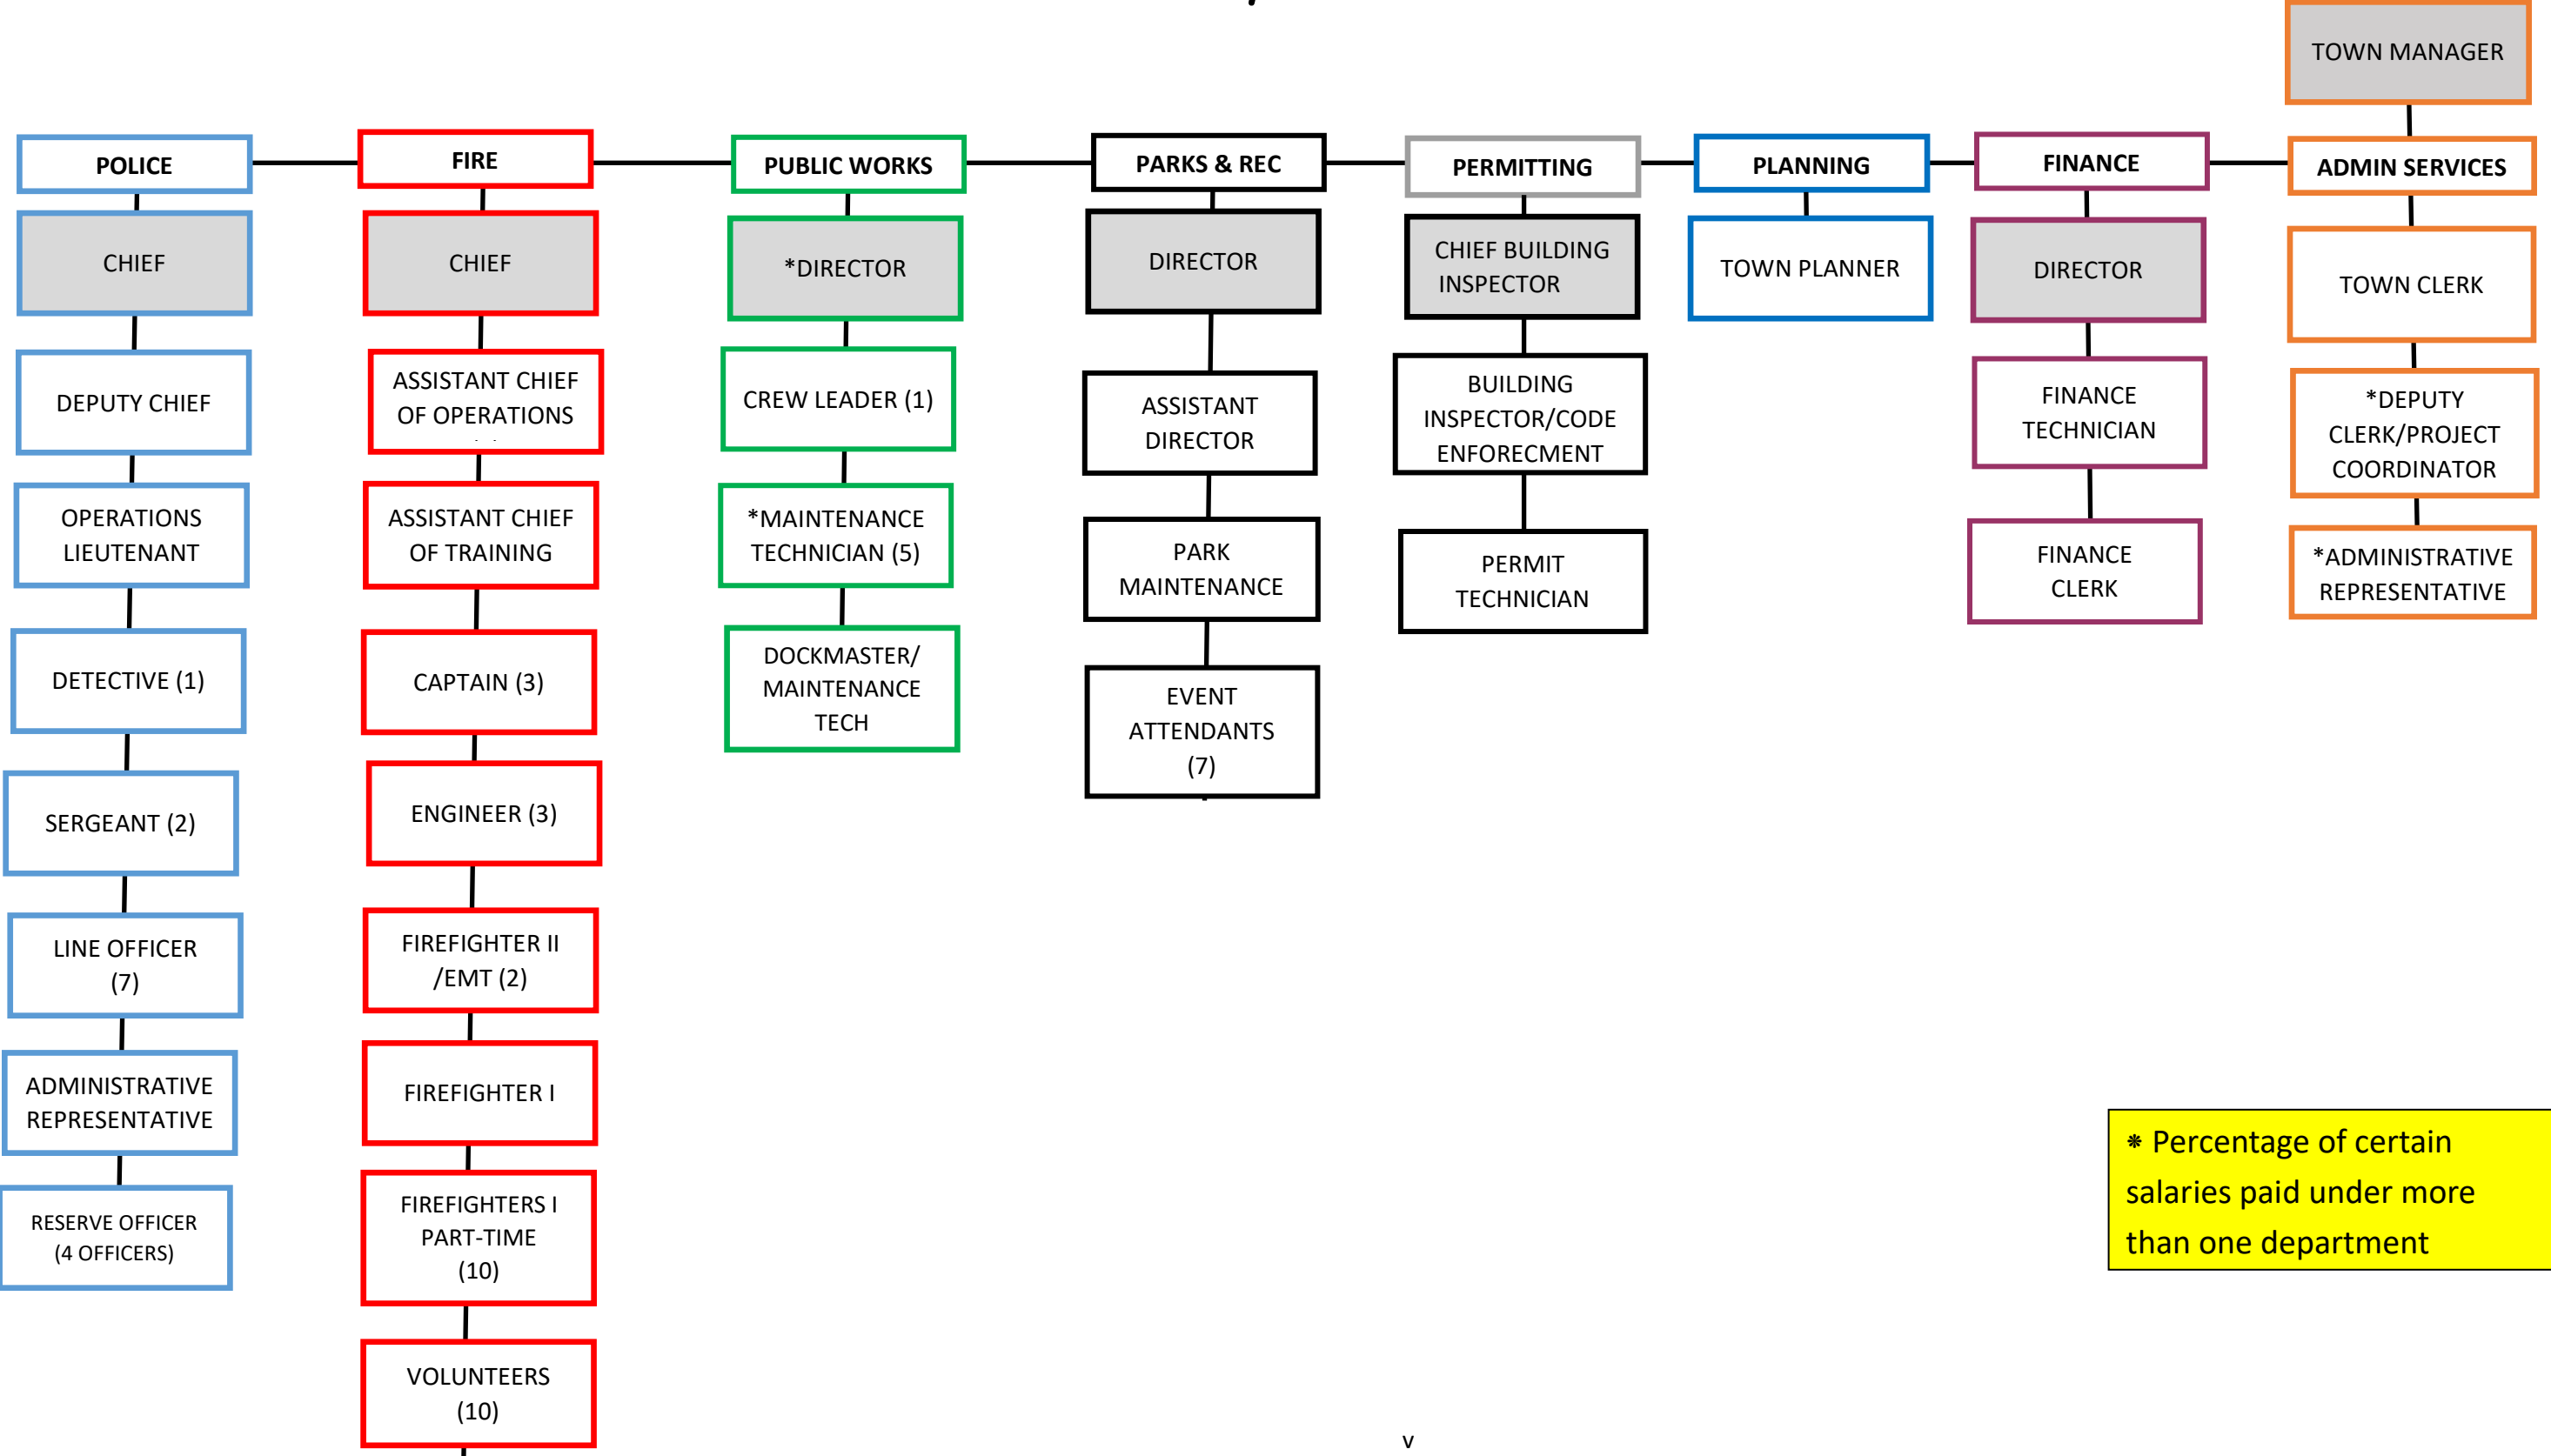 TOWN MANAGER
POLICE
FIRE
PUBLIC WORKS
PARKS & REC
PERMITTING
PLANNING
FINANCE
ADMIN SERVICES
CHIEF
DEPUTY CHIEF
OPERATIONS
LIEUTENANT
DETECTIVE (1)
SERGEANT (2)
LINE OFFICER
(7)
ADMINISTRATIVE
REPRESENTATIVE
RESERVE OFFICER
(4 OFFICERS)
CHIEF
ASSISTANT CHIEF
OF OPERATIONS
ASSISTANT CHIEF
OF TRAINING
CAPTAIN (3)
ENGINEER (3)
FIREFIGHTER II
/EMT (2)
FIREFIGHTER I
FIREFIGHTERS I
PART-TIME
(10)
VOLUNTEERS
(10)
*DIRECTOR
CREW LEADER (1)
*MAINTENANCE
TECHNICIAN (5)
DOCKMASTER/
MAINTENANCE
TECH
DIRECTOR
ASSISTANT
DIRECTOR
PARK
MAINTENANCE
EVENT
ATTENDANTS
(7)
CHIEF BUILDING
INSPECTOR
BUILDING
INSPECTOR/CODE
ENFORECMENT
PERMIT
TECHNICIAN
TOWN PLANNER
DIRECTOR
FINANCE
TECHNICIAN
FINANCE
CLERK
TOWN CLERK
*DEPUTY
CLERK/PROJECT
COORDINATOR
*ADMINISTRATIVE
REPRESENTATIVE
* Percentage of certain
salaries paid under more
than one department
v